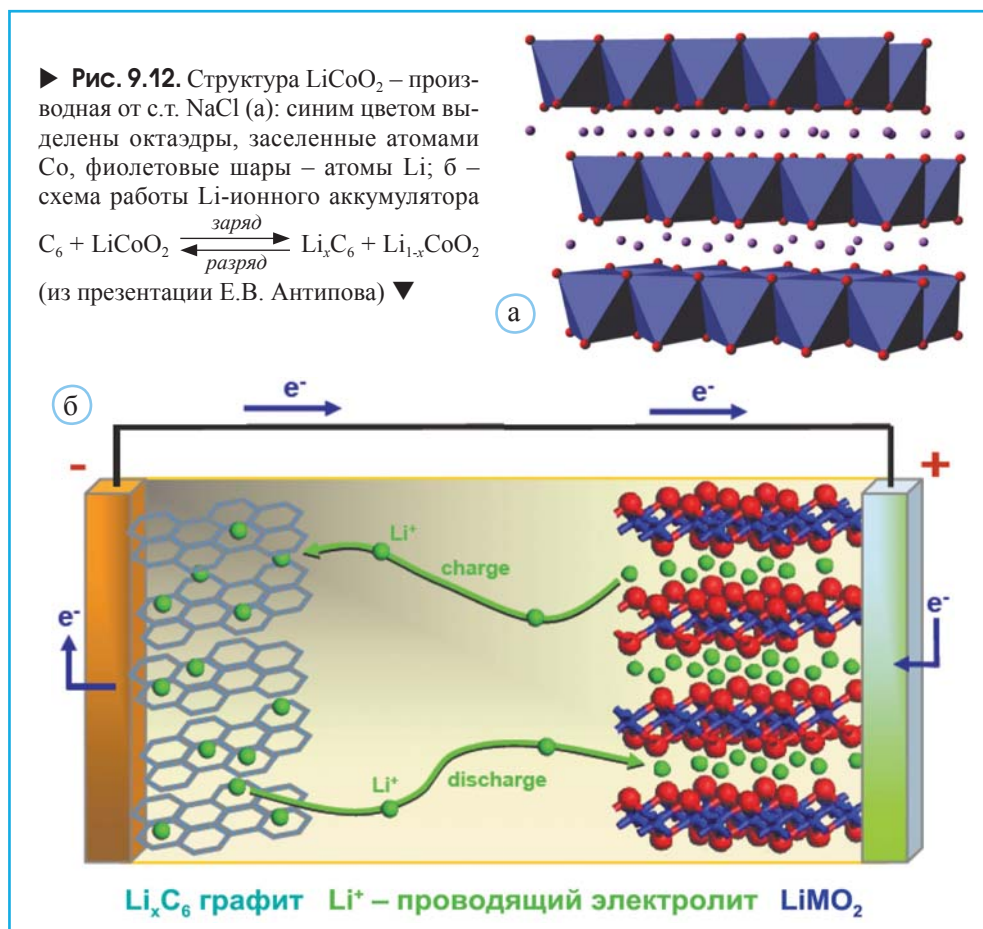 ▶ Рис. 9.12. Структура LiCoO₂ – произ-
водная от с.т. NaCl (а): синим цветом вы-
делены октаэдры, заселенные атомами
Co, фиолетовые шары – атомы Li; б –
схема работы Li-ионного аккумулятора
заряд
C₆ + LiCoO₂ ⇄ LiₓC₆ + Li₁₋ₓCoO₂
разряд
(из презентации Е.В. Антипова) ▼
а
б
e⁻ e⁻
- +
Li⁺
charge
e⁻ e⁻
Li⁺ discharge
LiₓC₆ графит Li⁺ – проводящий электролит LiMO₂